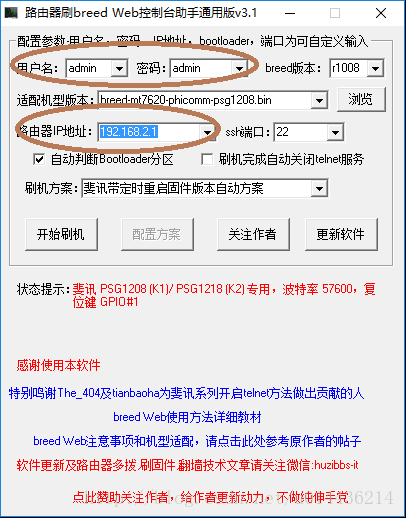 路由器刷breed Web控制台助手通用版v3.1
配置参数-用户名、密码、IP地址，bootloader，端口为可自定义输入
用户名： admin 密码： admin breed版本： r1008
适配机型版本： breed-mt7620-phicomm-psg1208.bin 浏览
路由器IP地址： 192.168.2.1 ssh端口： 22
自动判断Bootloader分区 刷机完成自动关闭telnet服务
刷机方案： 斐讯带定时重启固件版本自动方案
开始刷机 配置方案 关注作者 更新软件
状态提示： 斐讯 PSG1208 (K1)/ PSG1218 (K2) 专用，波特率 57600，复
位键 GPIO#1
感谢使用本软件
特别鸣谢The_404及tianbaoha为斐讯系列开启telnet方法做出贡献的人
breed Web使用方法详细教材
breed Web注意事项和机型适配，请点击此处参考原作者的帖子
软件更新及路由器多拨.刷固件.翻墙技术文章请关注微信:huzibbs-it
点此赞助关注作者，给作者更新动力，不做纯伸手党